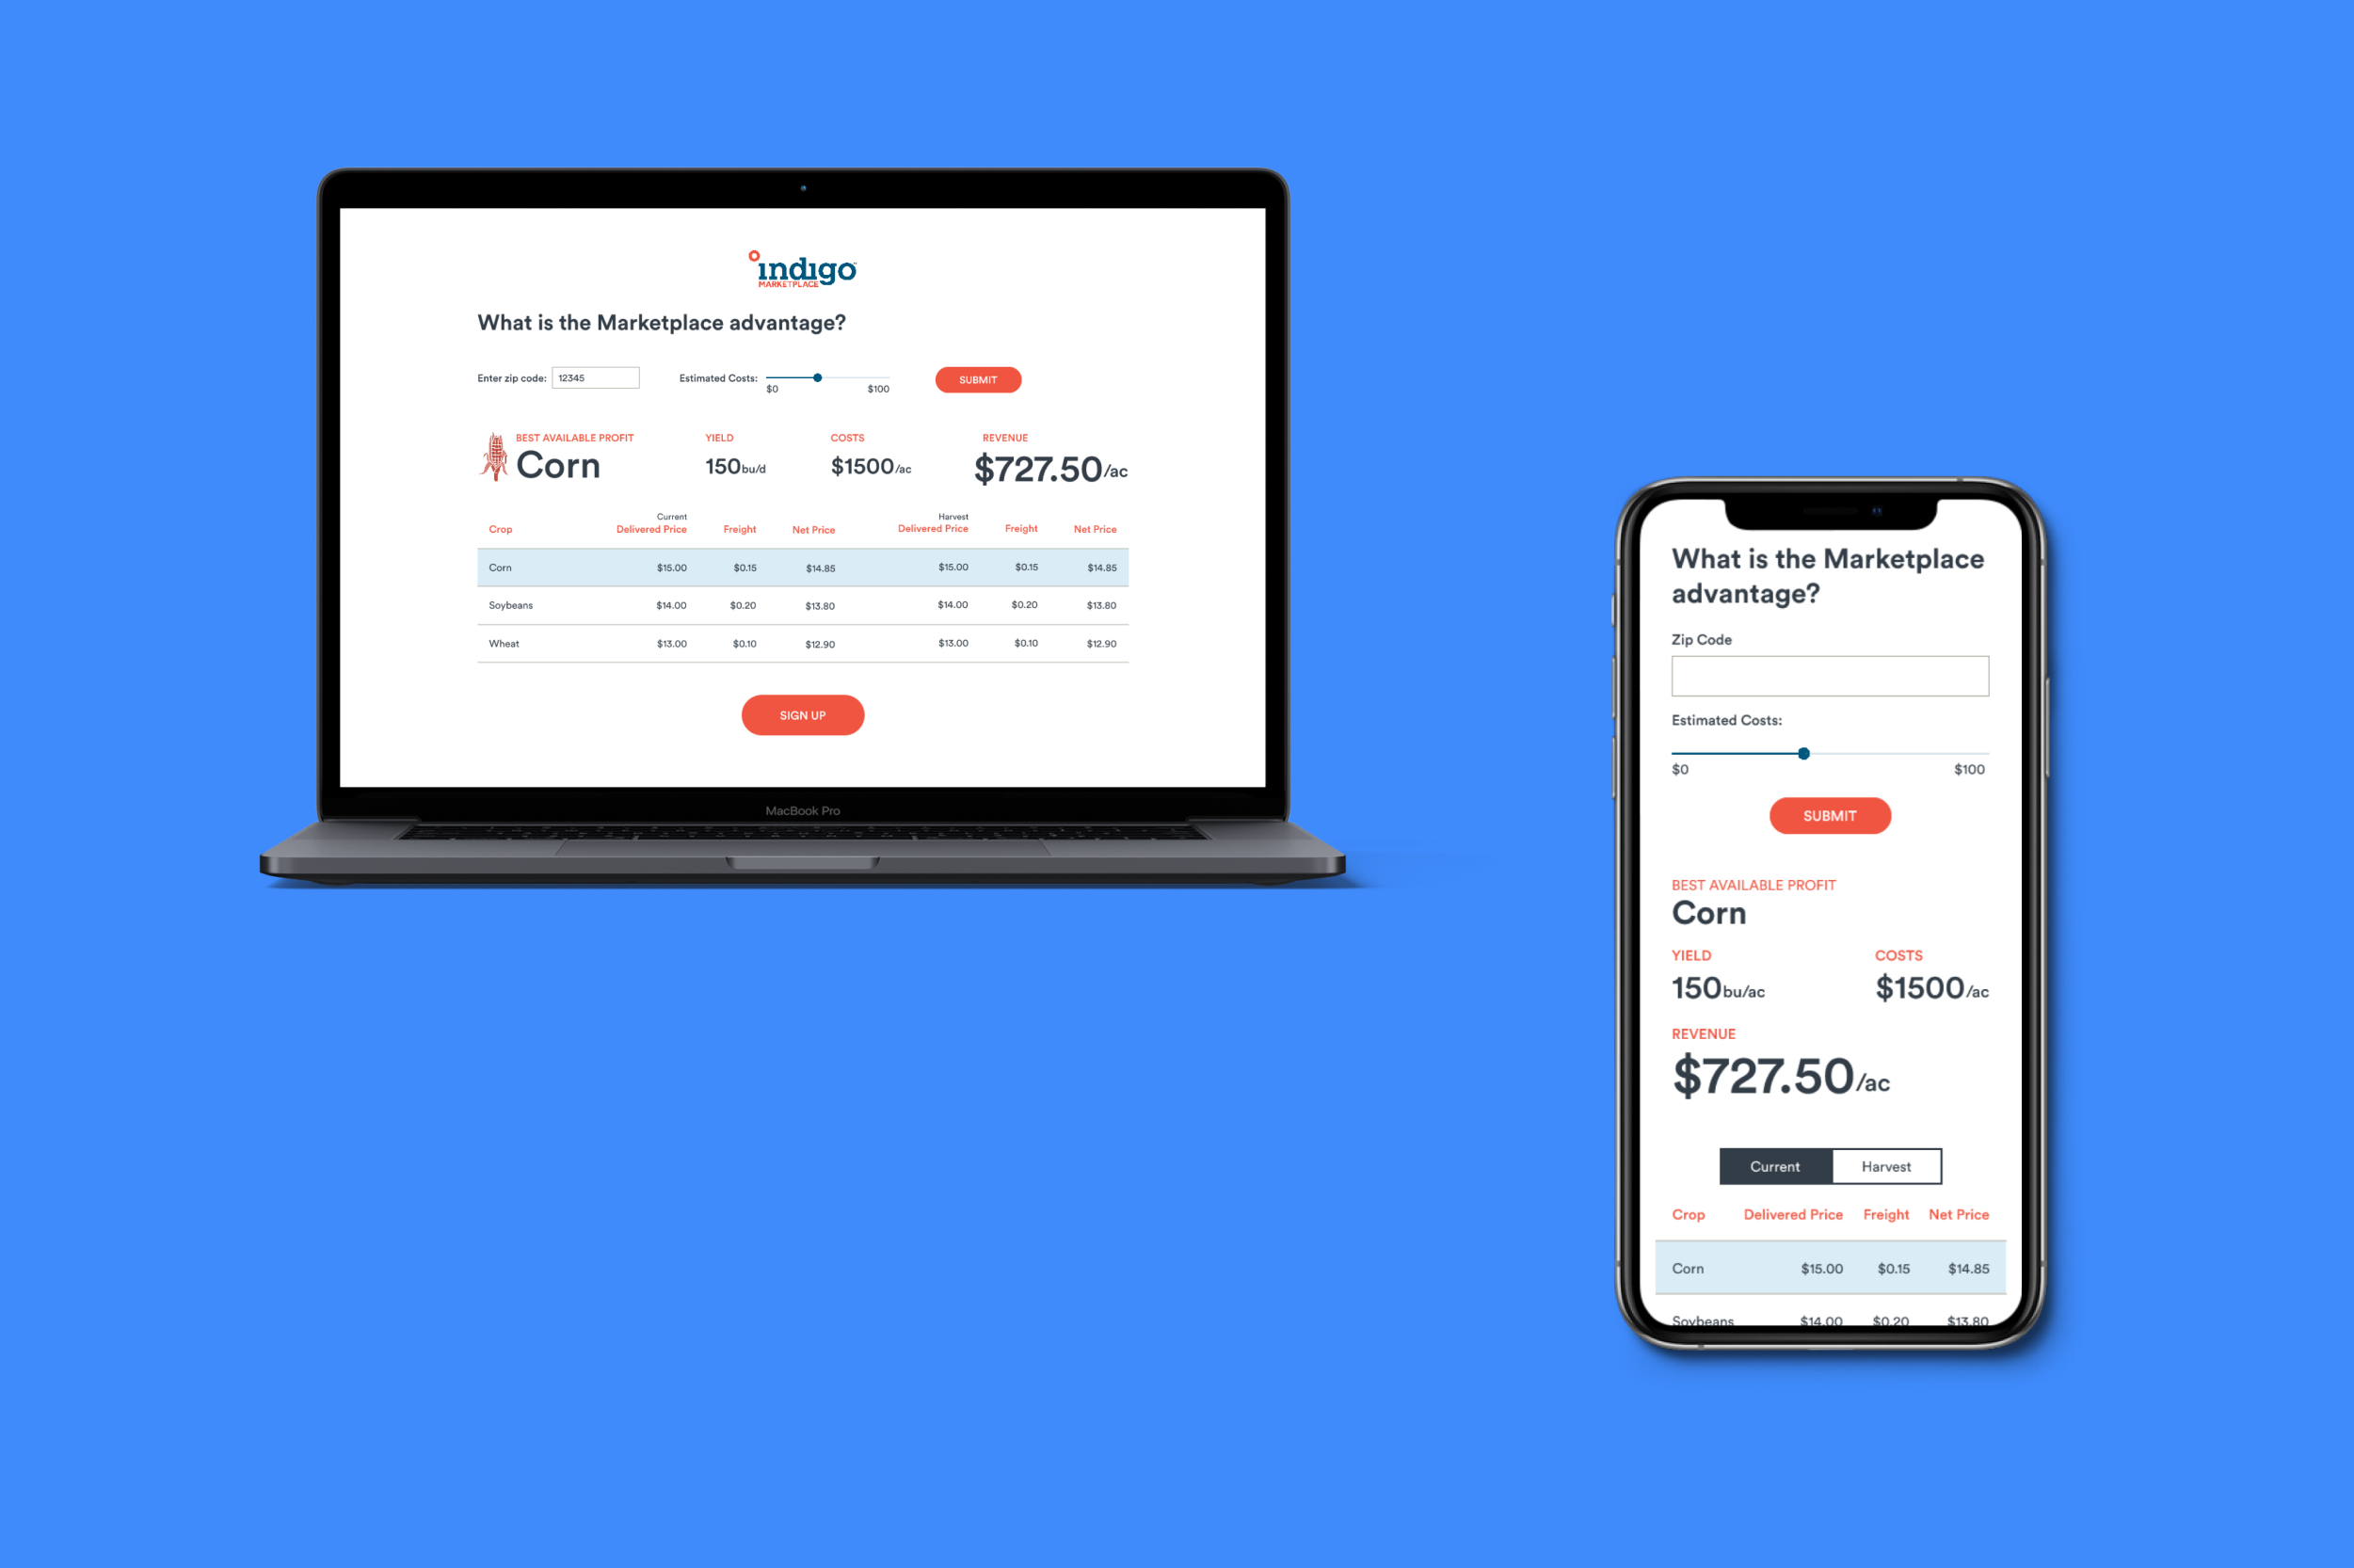 indigo
MARKETPLACE
What is the Marketplace advantage?
Enter zip code: 12345 Estimated Costs: $0 $100 SUBMIT
BEST AVAILABLE PROFIT YIELD COSTS REVENUE
Corn 150bu/d $1500/ac $727.50/ac
Current Harvest
Crop Delivered Price Freight Net Price Delivered Price Freight Net Price
Corn $15.00 $0.15 $14.85 $15.00 $0.15 $14.85
Soybeans $14.00 $0.20 $13.80 $14.00 $0.20 $13.80
Wheat $13.00 $0.10 $12.90 $13.00 $0.10 $12.90
SIGN UP
MacBook Pro
What is the Marketplace
advantage?
Zip Code
Estimated Costs:
$0 $100
SUBMIT
BEST AVAILABLE PROFIT
Corn
YIELD COSTS
150bu/ac $1500/ac
REVENUE
$727.50/ac
Current Harvest
Crop Delivered Price Freight Net Price
Corn $15.00 $0.15 $14.85
Soybeans $14.00 $0.20 $13.80